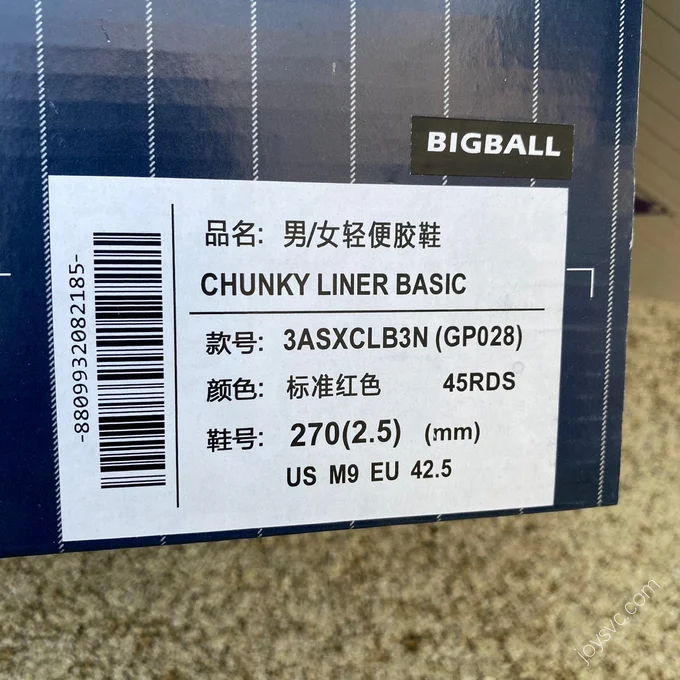 BIGBALL
品名: 男/女轻便胶鞋
CHUNKY LINER BASIC
款号: 3ASXCLB3N (GP028)
颜色: 标准红色 45RDS
鞋号: 270(2.5) (mm)
US M9 EU 42.5
-8809932082185-
joysvc.com